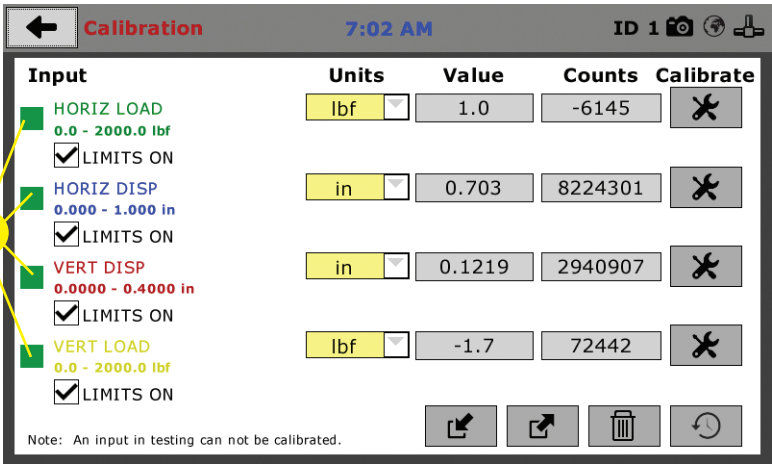 Calibration 7:02 AM ID 1
Input Units Value Counts Calibrate
HORIZ LOAD lbf 1.0 -6145
0.0 - 2000.0 lbf
LIMITS ON
HORIZ DISP in 0.703 8224301
0.000 - 1.000 in
LIMITS ON
VERT DISP in 0.1219 2940907
0.0000 - 0.4000 in
LIMITS ON
VERT LOAD lbf -1.7 72442
0.0 - 2000.0 lbf
LIMITS ON
Note: An input in testing can not be calibrated.